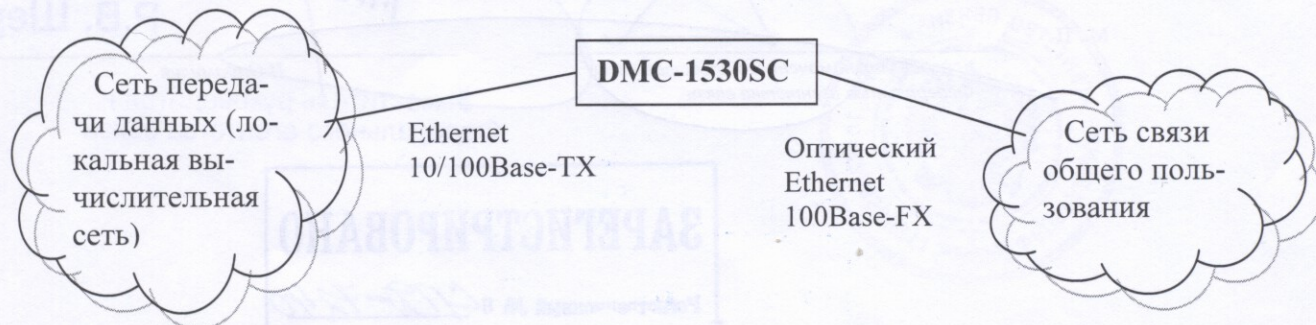 Сеть переда-
чи данных (ло-
кальная вы-
числительная
сеть)
Ethernet
10/100Base-TX
DMC-1530SC
Оптический
Ethernet
100Base-FX
Сеть связи
общего поль-
зования
ЗАРЕГИСТРИРОВАНО
Р.В. Ше